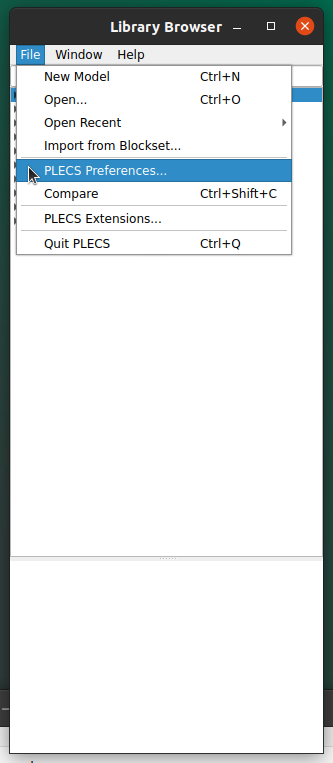 Library Browser
File Window Help
New Model Ctrl+N
Open... Ctrl+O
Open Recent
Import from Blockset...
PLECS Preferences...
Compare Ctrl+Shift+C
PLECS Extensions...
Quit PLECS Ctrl+Q